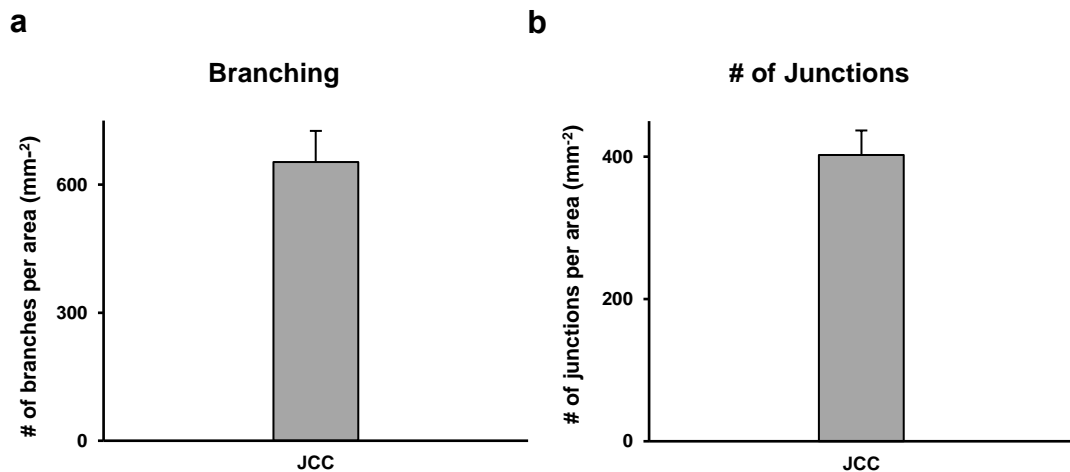 a
Branching
# of branches per area (mm-²)
600
300
0
JCC
b
# of Junctions
# of junctions per area (mm⁻²)
400
200
0
JCC